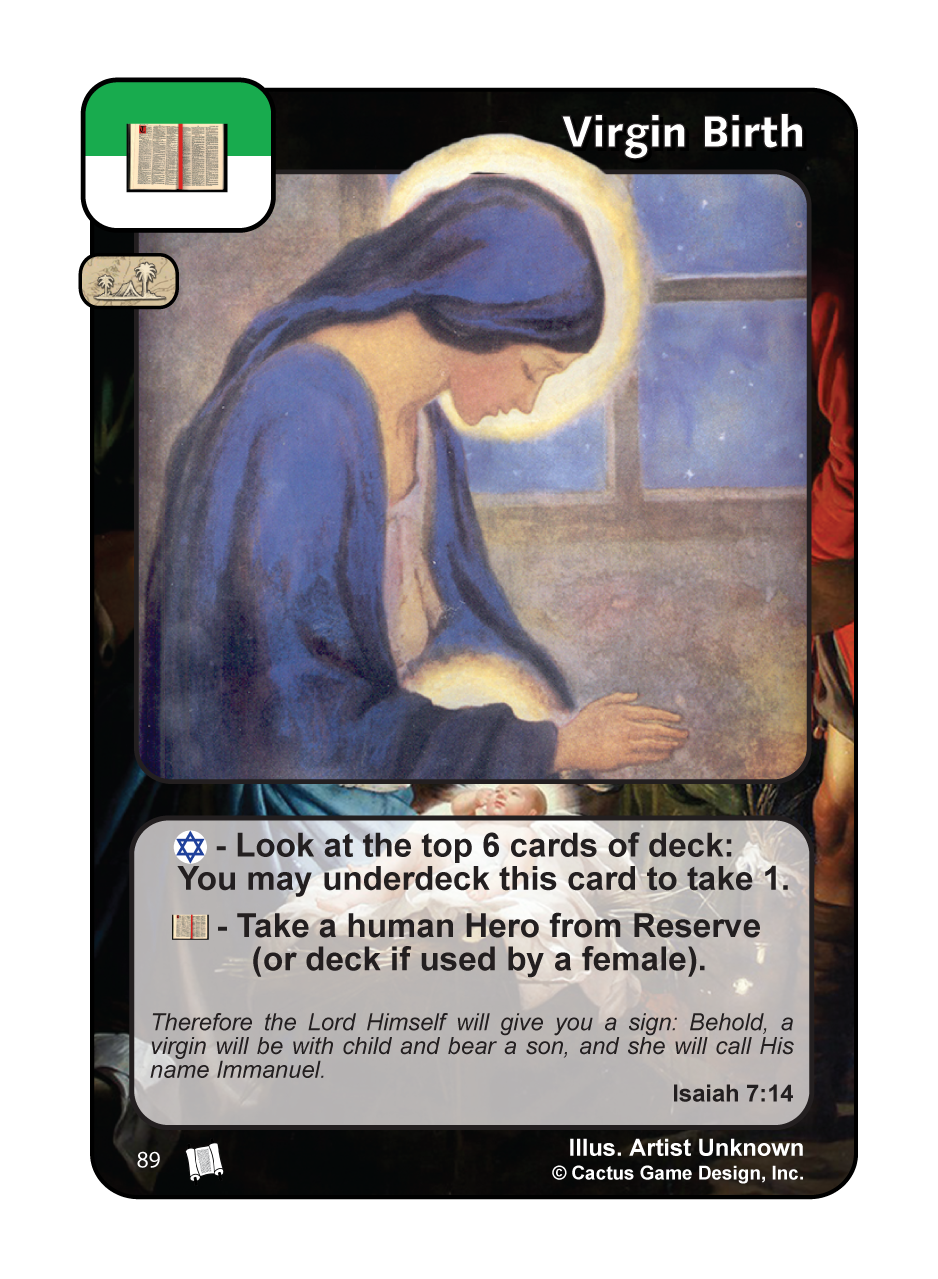 Virgin Birth
- Look at the top 6 cards of deck:
You may underdeck this card to take 1.
- Take a human Hero from Reserve
(or deck if used by a female).
Therefore the Lord Himself will give you a sign: Behold, a
virgin will be with child and bear a son, and she will call His
name Immanuel.
Isaiah 7:14
89
Illus. Artist Unknown
© Cactus Game Design, Inc.